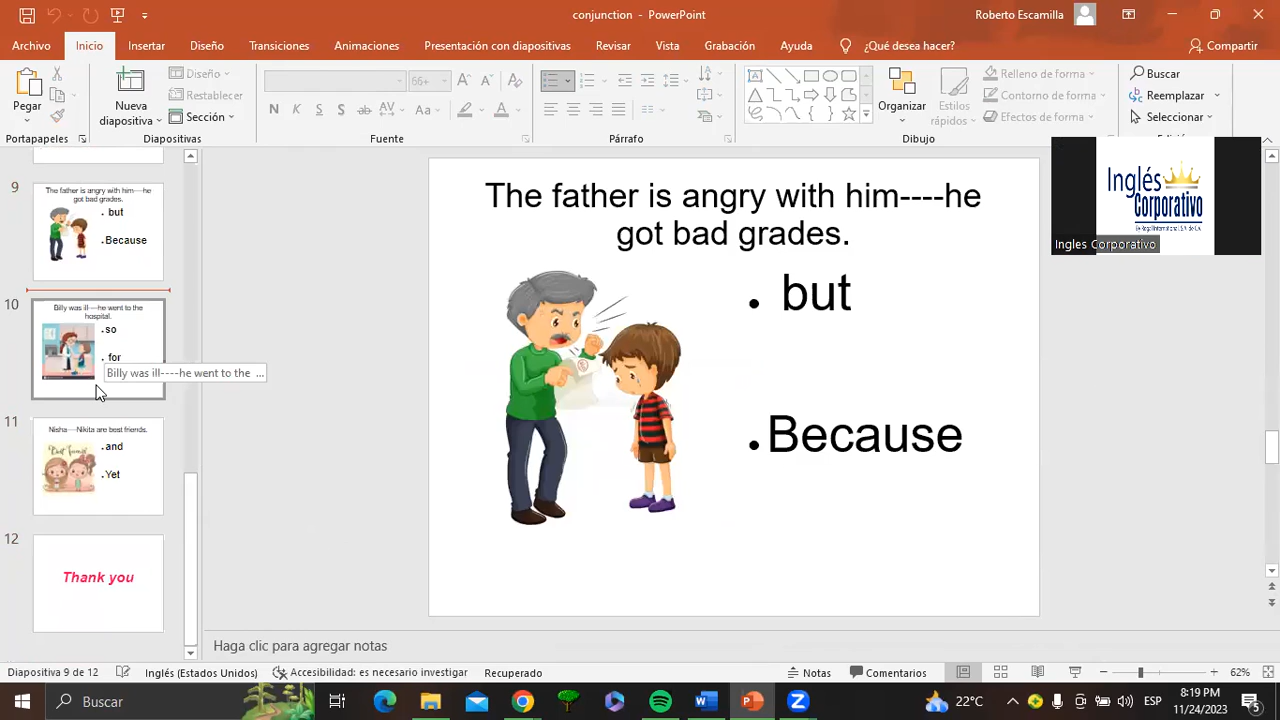 conjunction - PowerPoint
Roberto Escamilla
Archivo Inicio Insertar Diseño Transiciones Animaciones Presentación con diapositivas Revisar Vista Grabación Ayuda ¿Qué desea hacer? Compartir
Pegar
Nueva diapositiva
Diseño
Restablecer
Sección
66+
N K S S ab AV Aa A
Organizar
Estilos rápidos
Relleno de forma
Contorno de forma
Efectos de forma
Buscar
Reemplazar
Seleccionar
Portapapeles Diapositivas Fuente Párrafo Dibujo
9
The father is angry with him----he
got bad grades.
. but
.Because
10
Billy was ill----he went to the
hospital.
.so
. for
Billy was ill----he went to the ...
11
Nisha----Nikita are best friends.
Best Friends
.and
.Yet
12
Thank you
The father is angry with him----he
got bad grades.
. but
.Because
Inglés
Corporativo
Ingles Corporativo
Haga clic para agregar notas
Diapositiva 9 de 12 Inglés (Estados Unidos) Accesibilidad: es necesario investigar Recuperado Notas Comentarios 62%
Buscar 22°C ESP 8:19 PM
11/24/2023
5